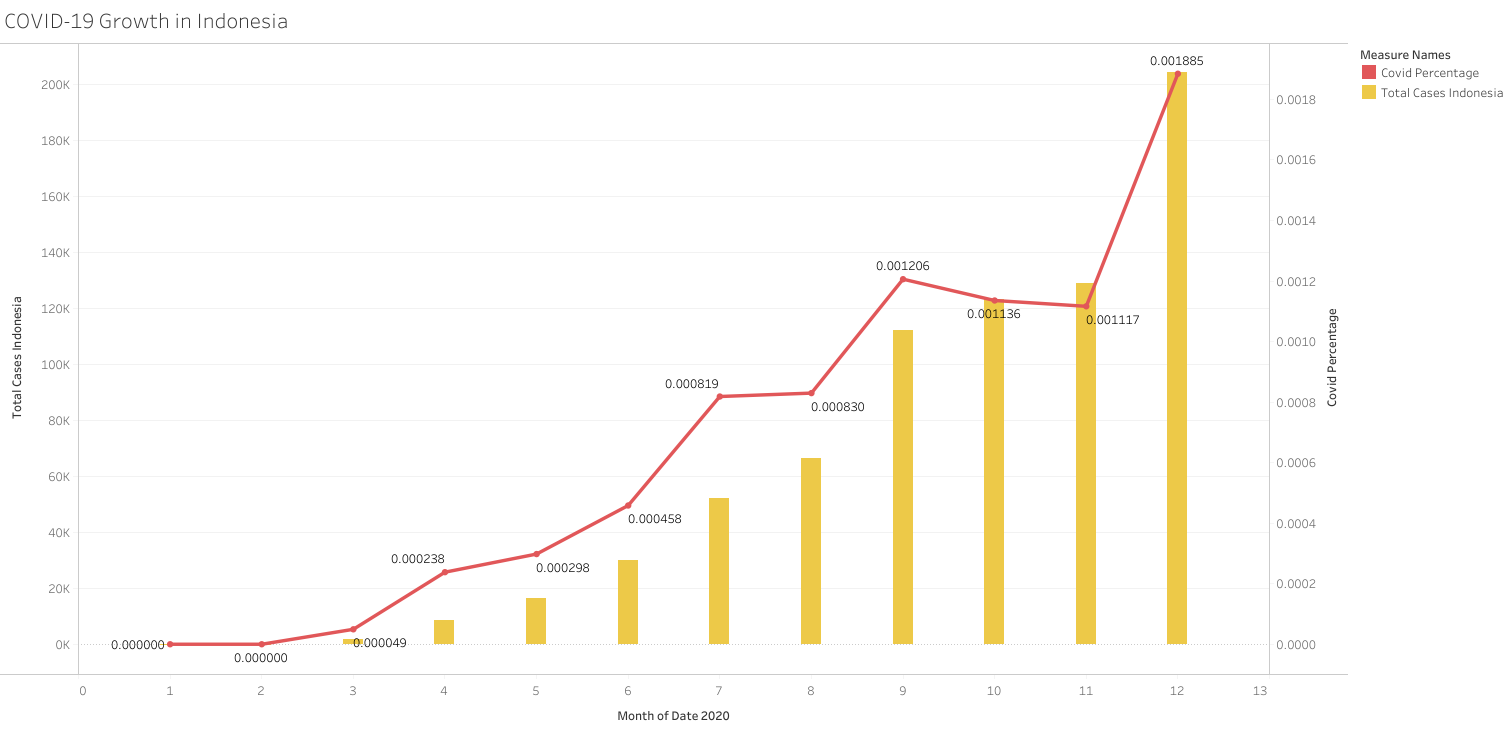 COVID-19 Growth in Indonesia
Measure Names
Covid Percentage
Total Cases Indonesia
Total Cases Indonesia
200K
180K
160K
140K
120K
100K
80K
60K
40K
20K
0K
0.000000
0.000000
0.000049
0.000238
0.000298
0.000458
0.000819
0.000830
0.001206
0.001136
0.001117
0.001885
0.0018
0.0016
0.0014
0.0012
0.0010
0.0008
0.0006
0.0004
0.0002
0.0000
Covid Percentage
0 1 2 3 4 5 6 7 8 9 10 11 12 13
Month of Date 2020